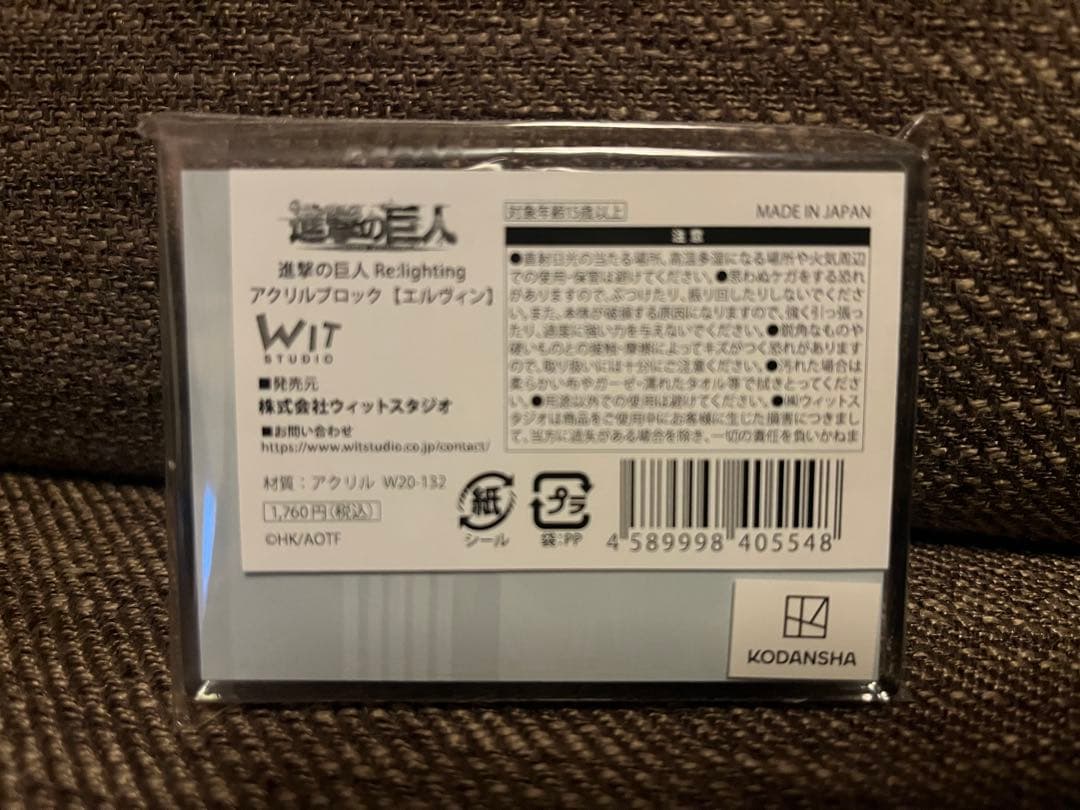 進撃の巨人
進撃の巨人 Re:lighting
アクリルブロック【エルヴィン】
WIT
STUDIO
■発売元
株式会社ウィットスタジオ
■お問い合わせ
https://www.witstudio.co.jp/contact/
材質：アクリル W20-132
1,760円(税込)
©HK/AOTF
対象年齢15歳以上
MADE IN JAPAN
注意
●直射日光の当たる場所、高温多湿になる場所や火気周辺
での使用・保管は避けてください。●思わぬケガをする恐れ
がありますので、ぶつけたり、振り回したりしないでくださ
い。また、本体が破損する原因になりますので、強く引っ張っ
たり、過度に強い力を与えないでください。●鋭角なものや
硬いものとの接触・摩擦によってキズがつく恐れがあります
ので、取り扱いには十分にご注意ください。●汚れた場合は
柔らかい布やガーゼ・濡れたタオル等で拭きとってくださ
い。●用途以外での使用は避けてください。●㈱ウィットス
タジオは商品をご使用中にお客様に生じた損害につきまし
て、当方に過失がある場合を除き、一切の責任を負いかねま
紙
シール
プラ
袋:PP
4 589998 405548
KODANSHA